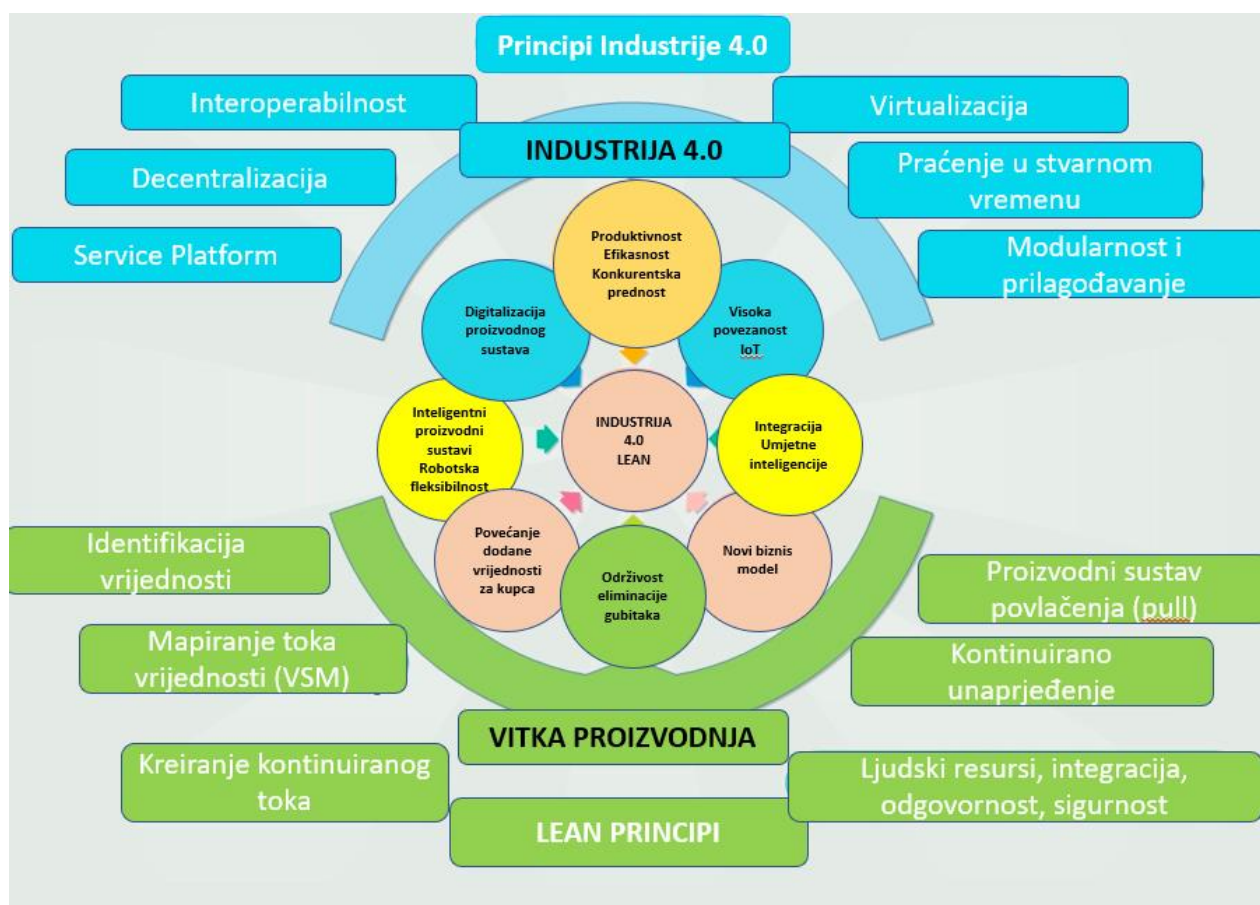 Principi Industrije 4.0
Interoperabilnost
Virtualizacija
INDUSTRIJA 4.0
Decentralizacija
Praćenje u stvarnom
vremenu
Service Platform
Modularnost i
prilagođavanje
Produktivnost
Efikasnost
Konkurentska
prednost
Digitalizacija
proizvodnog
sustava
Visoka
povezanost
IoT
Inteligentni
proizvodni
sustavi
Robotska
fleksibilnost
INDUSTRIJA
4.0
LEAN
Integracija
Umjetne
inteligencije
Povećanje
dodane
vrijednosti
za kupca
Održivost
eliminacije
gubitaka
Novi biznis
model
Identifikacija
vrijednosti
Proizvodni sustav
povlačenja (pull)
Mapiranje toka
vrijednosti (VSM)
Kontinuirano
unaprjeđenje
VITKA PROIZVODNJA
Kreiranje kontinuiranog
toka
Ljudski resursi, integracija,
odgovornost, sigurnost
LEAN PRINCIPI